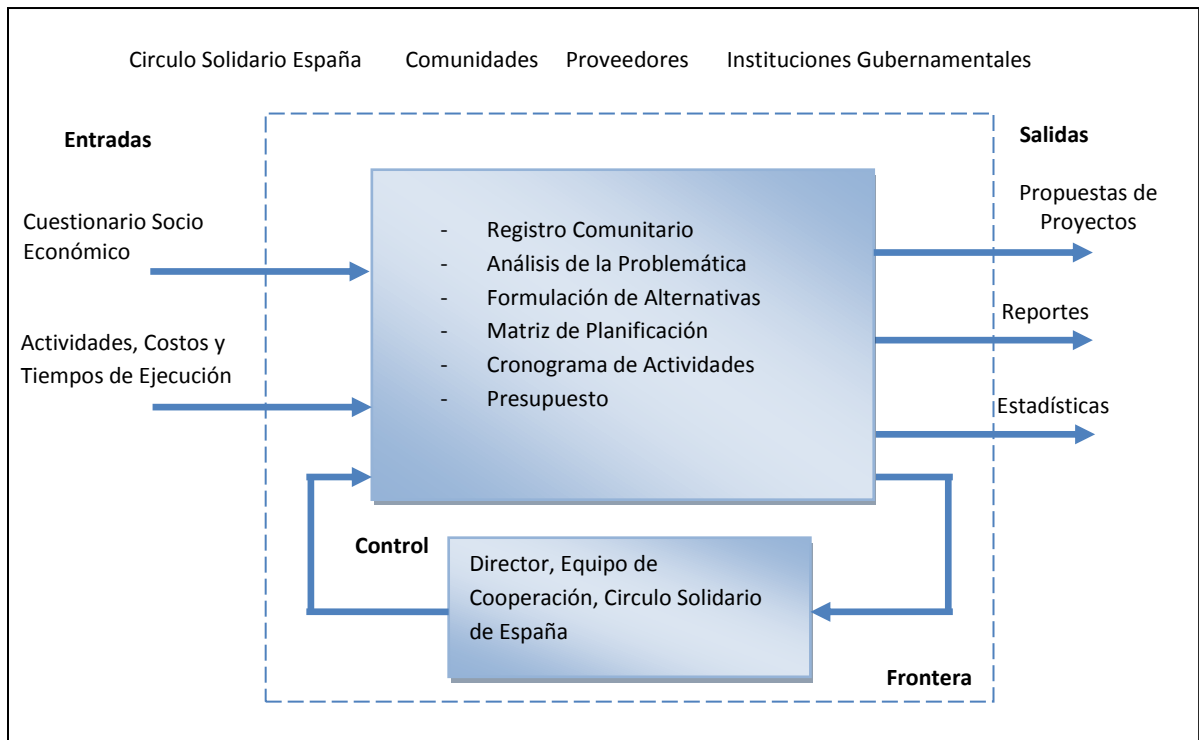 Circulo Solidario España Comunidades Proveedores Instituciones Gubernamentales
Entradas
Salidas
Cuestionario Socio
Económico
Actividades, Costos y
Tiempos de Ejecución
- Registro Comunitario
- Análisis de la Problemática
- Formulación de Alternativas
- Matriz de Planificación
- Cronograma de Actividades
- Presupuesto
Propuestas de
Proyectos
Reportes
Estadísticas
Control
Director, Equipo de
Cooperación, Circulo Solidario
de España
Frontera